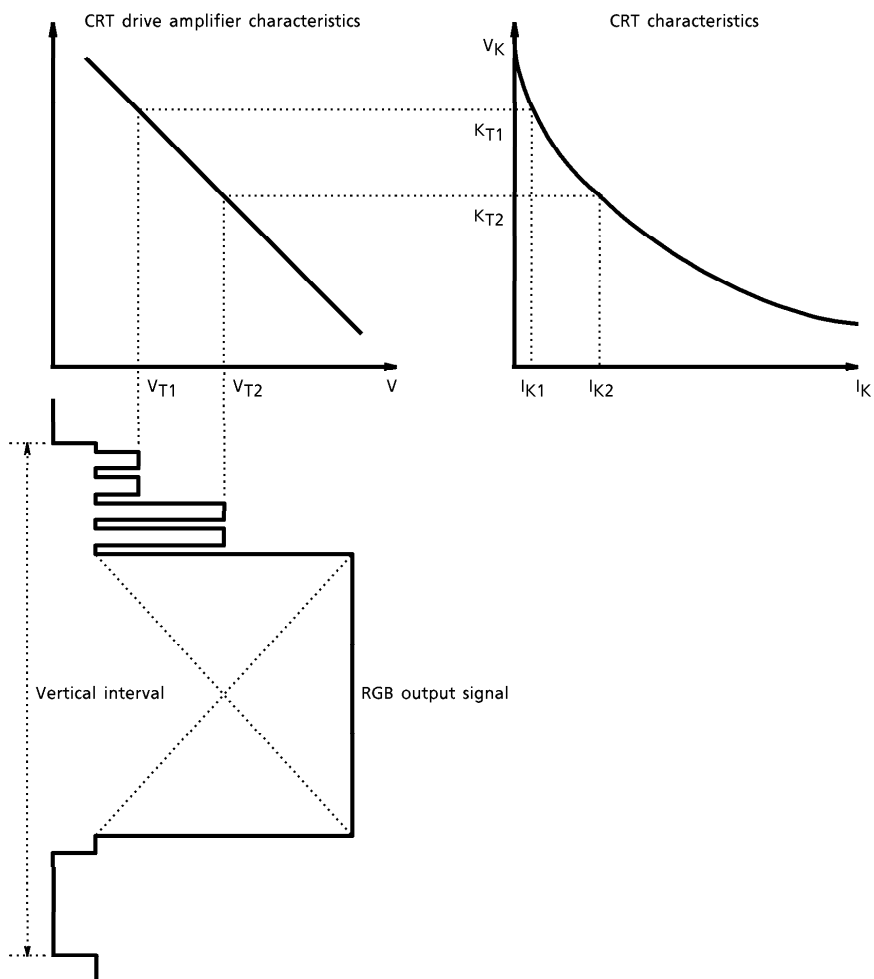 CRT drive amplifier characteristics
CRT characteristics
VK
KT1
KT2
VT1
VT2
V
IK1
IK2
IK
Vertical interval
RGB output signal